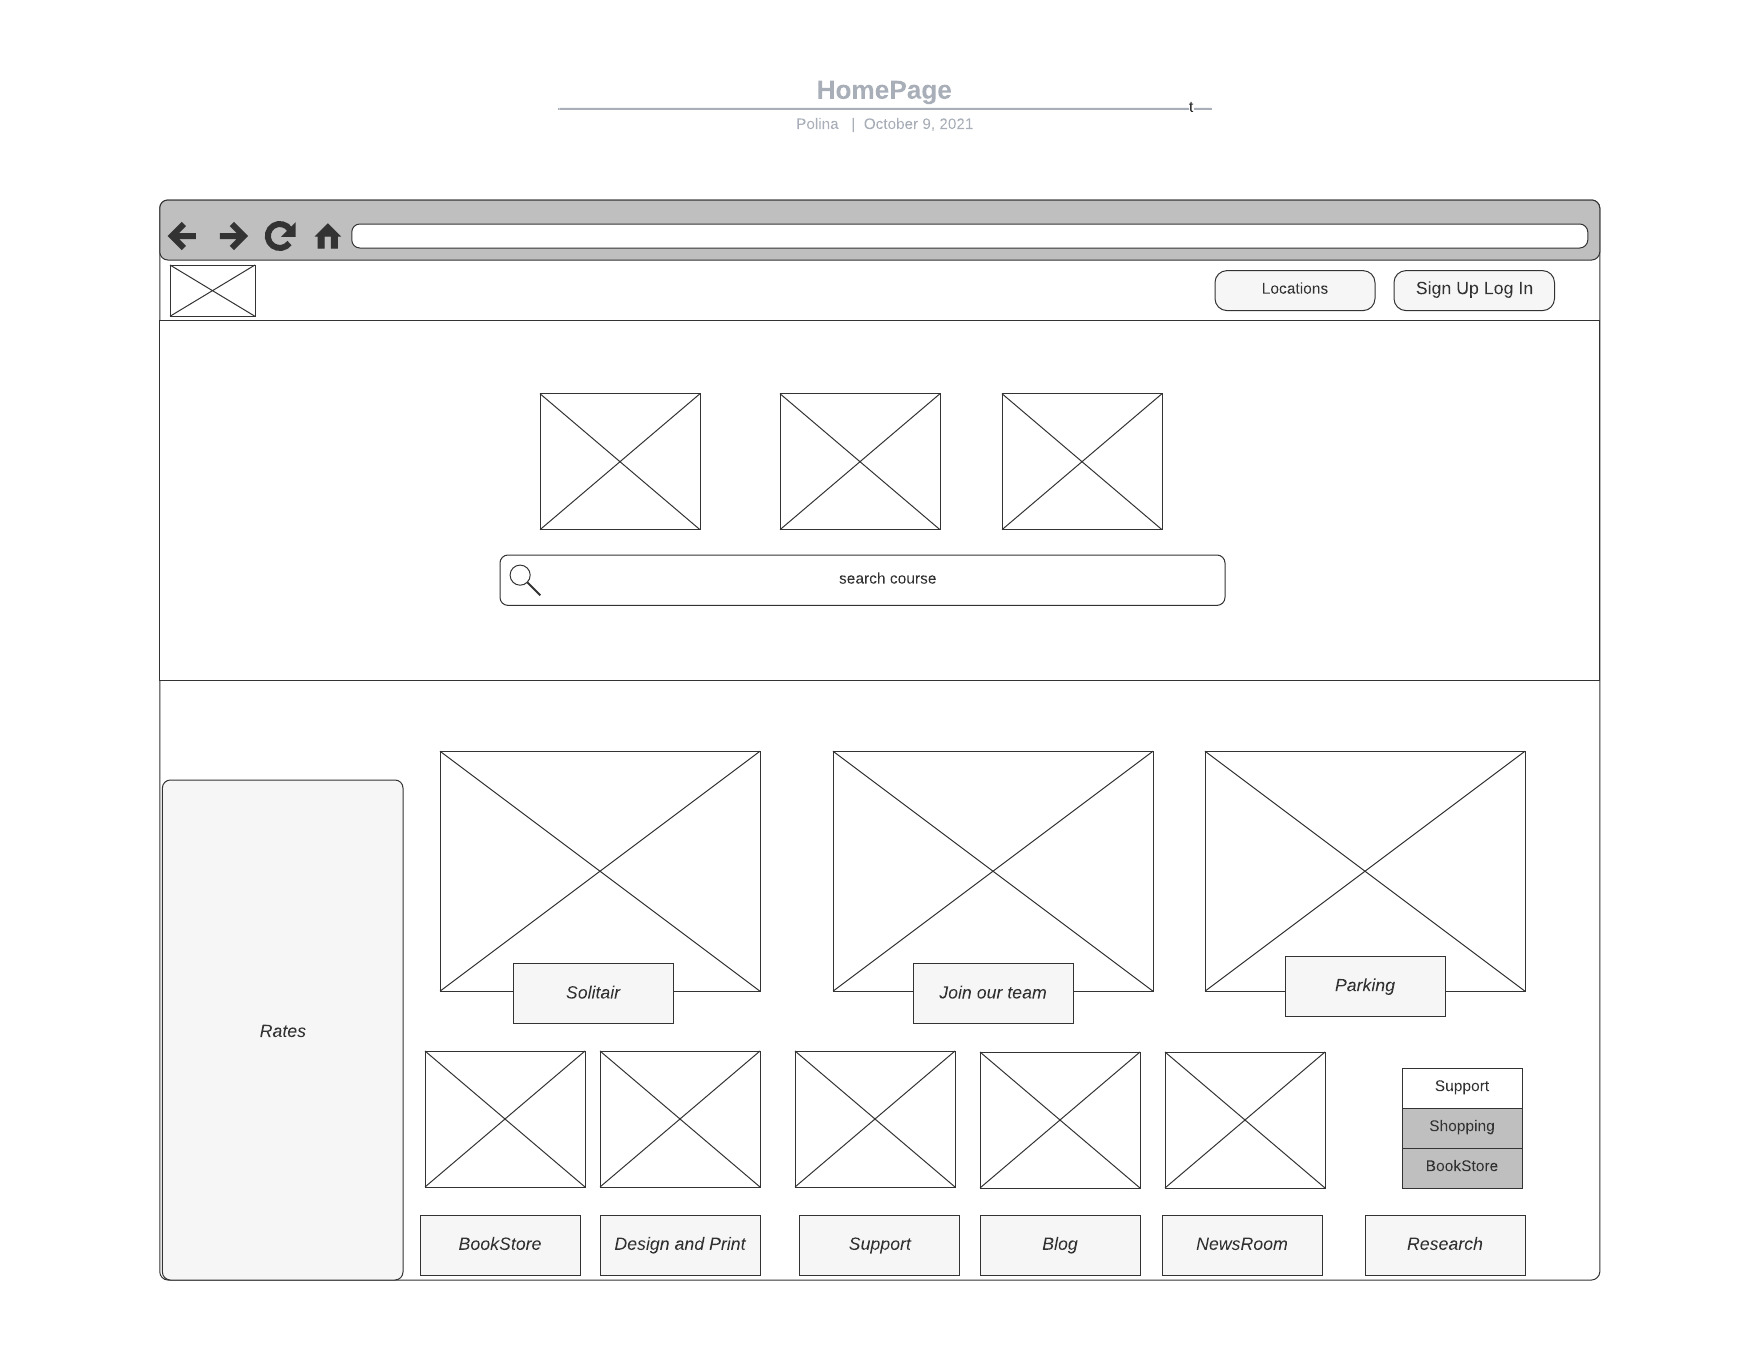 HomePage
t
Polina | October 9, 2021
Locations
Sign Up Log In
search course
Solitair
Join our team
Parking
Rates
Support
Shopping
BookStore
BookStore
Design and Print
Support
Blog
NewsRoom
Research